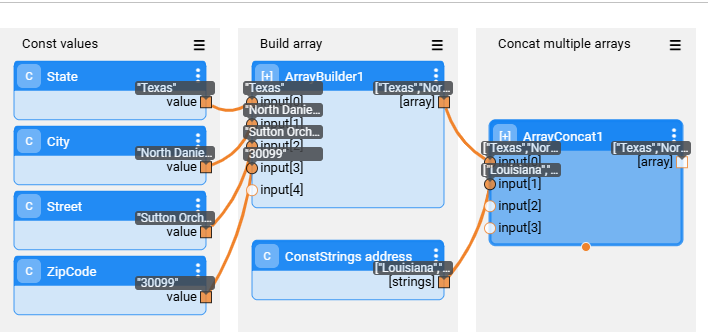 Const values
C State
"Texas"
value
C City
"North Danie...
value
C Street
"Sutton Orch...
value
C ZipCode
"30099"
value
Build array
[+] ArrayBuilder1
"Texas"
["Texas","Nor...
input[0]
[array]
"North Danie...
input[1]
"Sutton Orch...
input[2]
"30099"
input[3]
input[4]
C ConstStrings address
["Louisiana","...
[strings]
Concat multiple arrays
[+] ArrayConcat1
["Texas","Nor...
["Texas","Nor...
input[0]
[array]
["Louisiana","...
input[1]
input[2]
input[3]